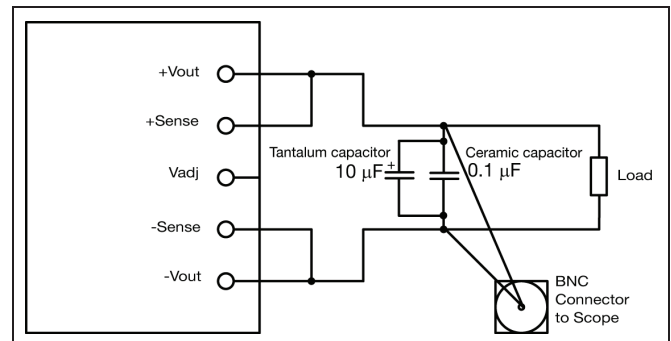 +Vout
+Sense
Vadj
-Sense
-Vout
Tantalum capacitor
10 µF
+
Ceramic capacitor
0.1 µF
Load
BNC
Connector
to Scope